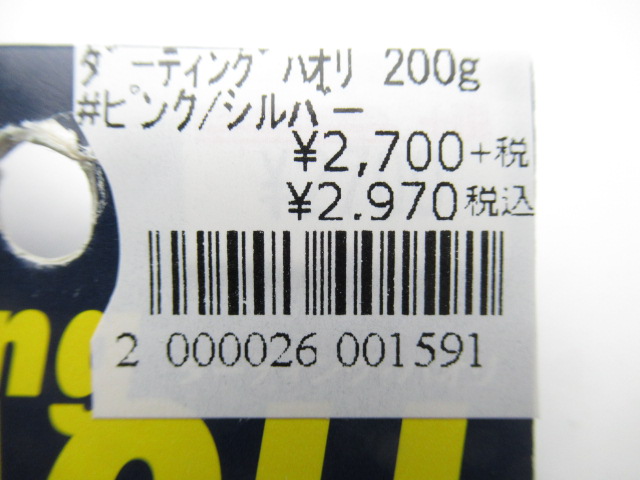 ダーティングハオリ 200g
#ピンク/シルバー
¥2,700+税
¥2.970税込
2 000026 001591
ng